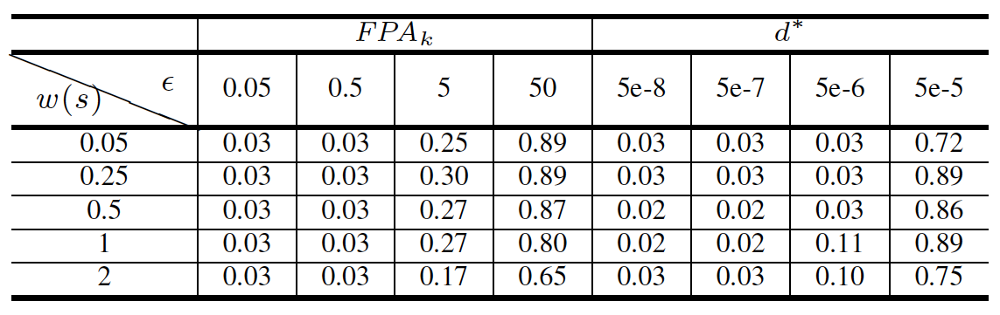 FPA_k d*
w(s) ϵ 0.05 0.5 5 50 5e-8 5e-7 5e-6 5e-5
0.05 0.03 0.03 0.25 0.89 0.03 0.03 0.03 0.72
0.25 0.03 0.03 0.30 0.89 0.03 0.03 0.03 0.89
0.5 0.03 0.03 0.27 0.87 0.02 0.02 0.03 0.86
1 0.03 0.03 0.27 0.80 0.02 0.02 0.11 0.89
2 0.03 0.03 0.17 0.65 0.03 0.03 0.10 0.75